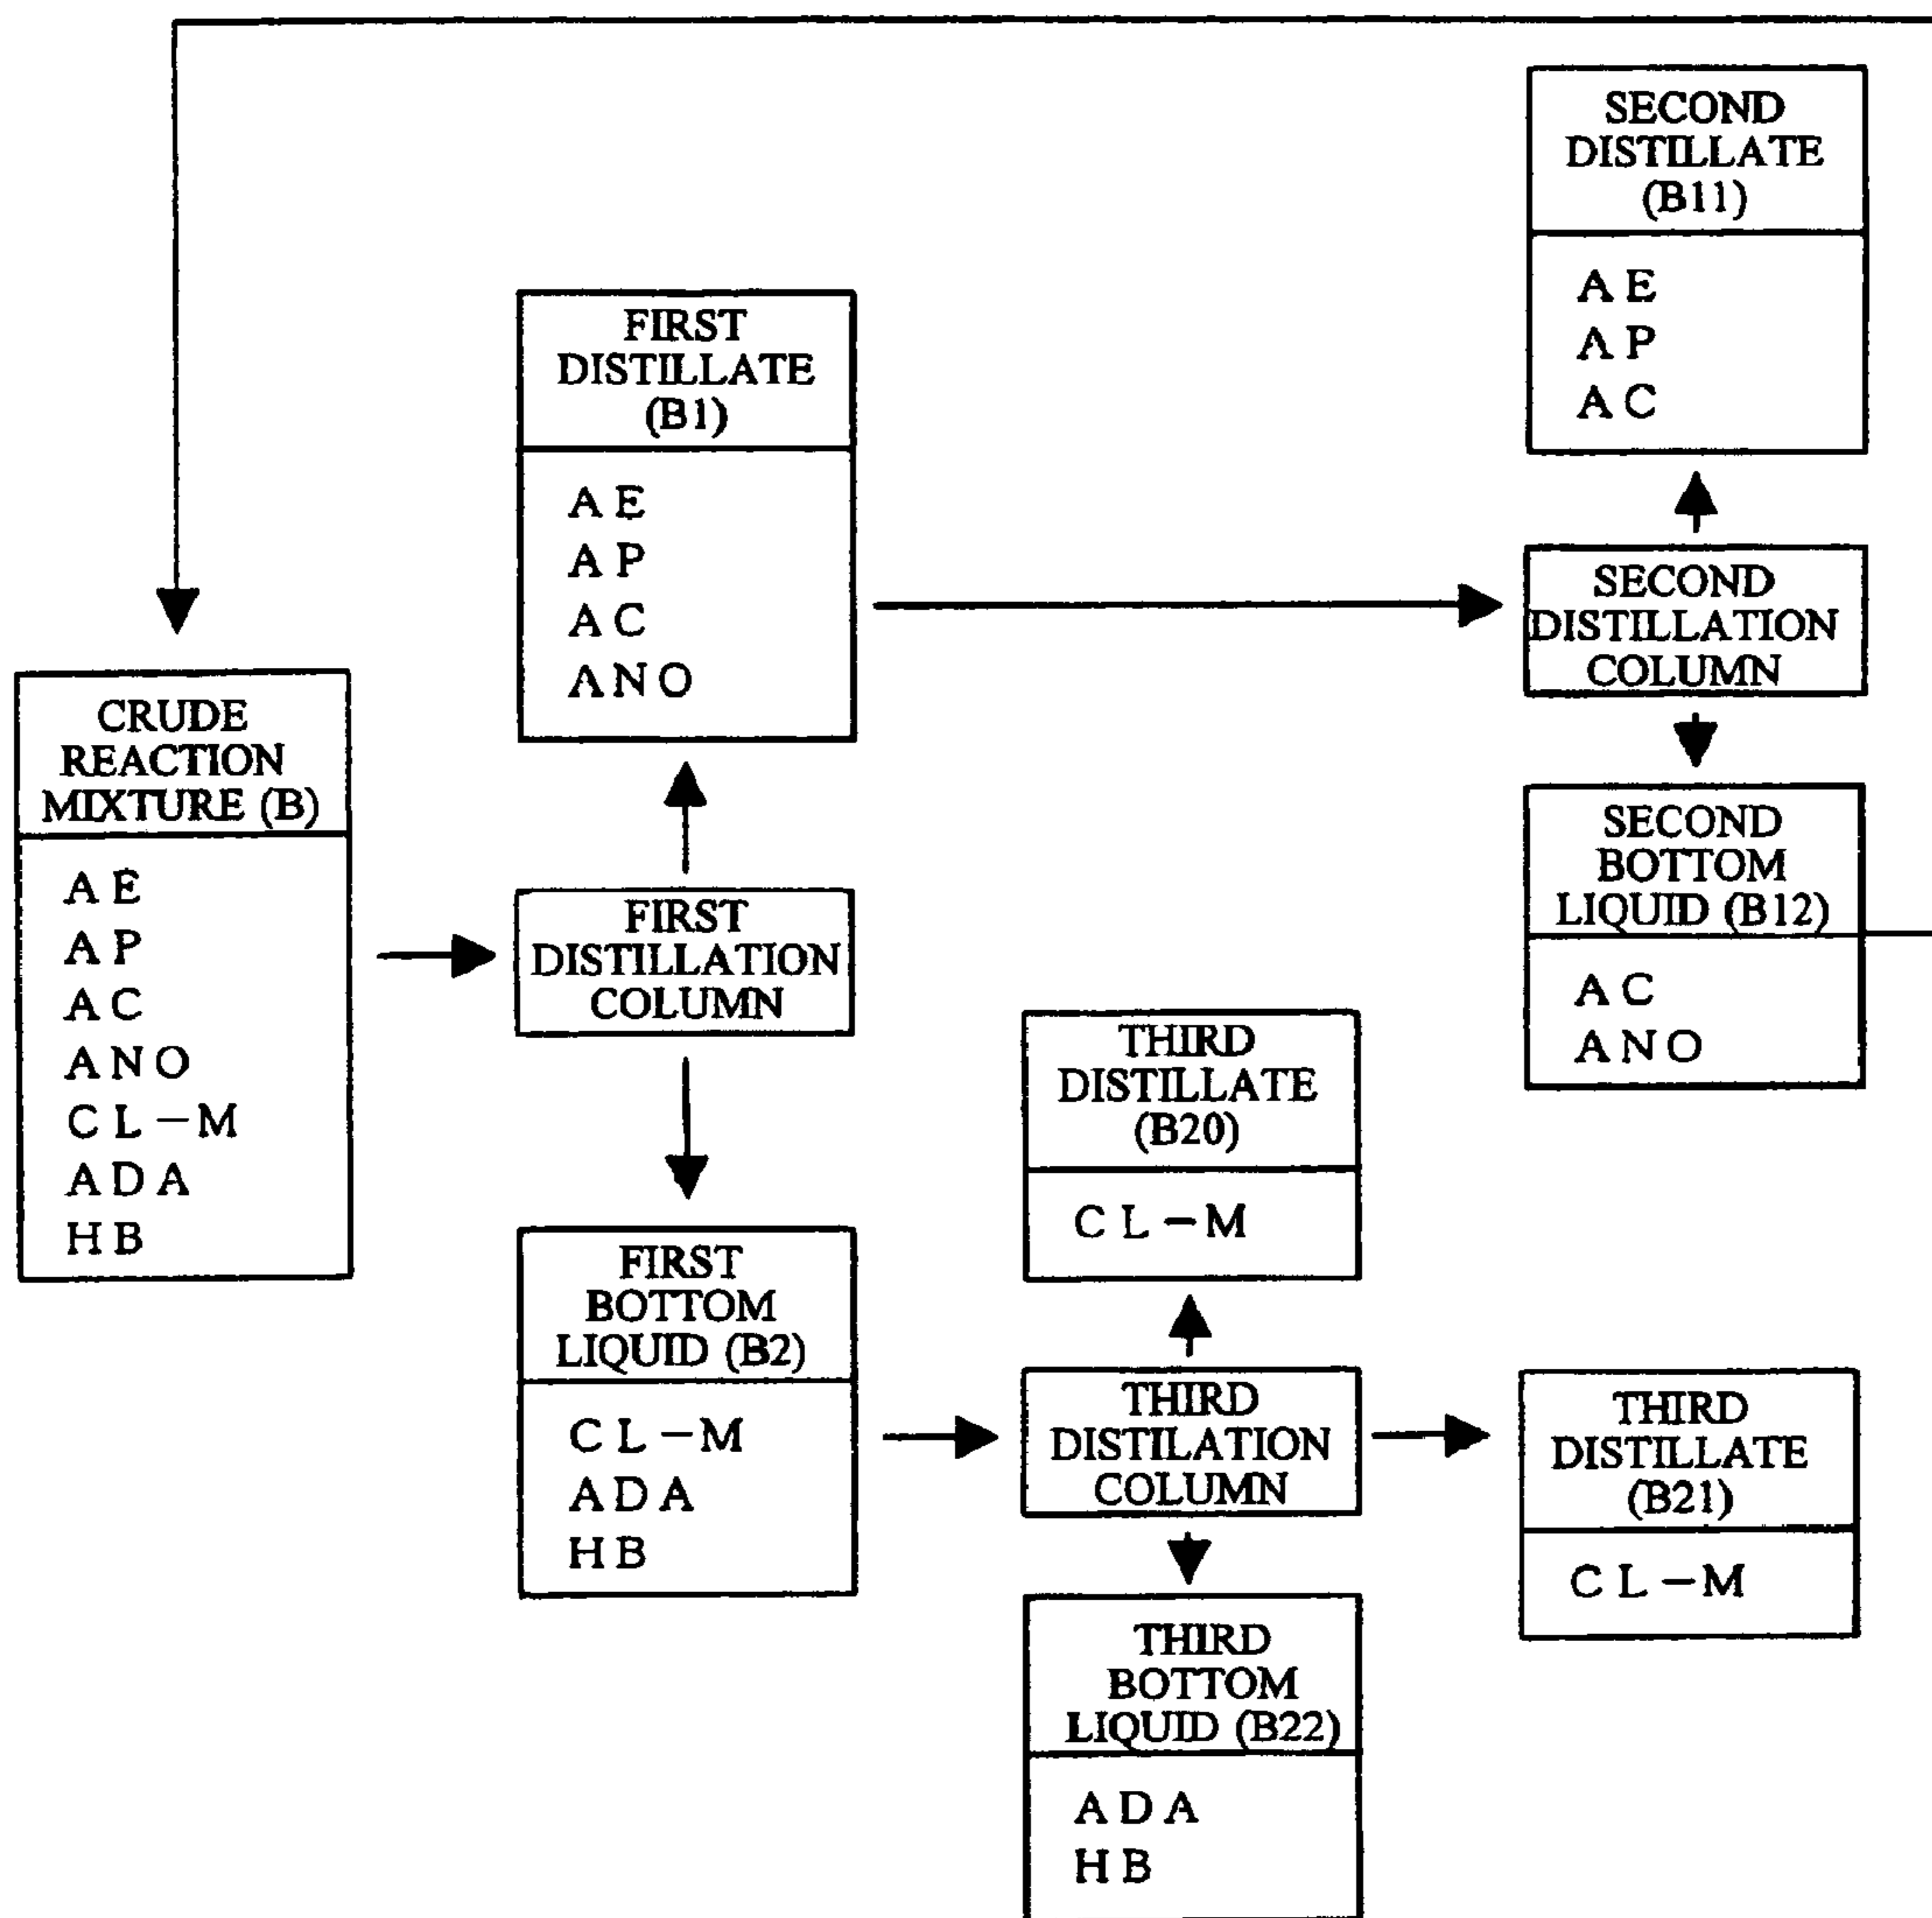 CRUDE
REACTION
MIXTURE (B)
AE
AP
AC
ANO
CL-M
ADA
HB
FIRST
DISTILLATE
(B1)
AE
AP
AC
ANO
FIRST
DISTILLATION
COLUMN
FIRST
BOTTOM
LIQUID (B2)
CL-M
ADA
HB
SECOND
DISTILLATE
(B11)
AE
AP
AC
SECOND
DISTILLATION
COLUMN
SECOND
BOTTOM
LIQUID (B12)
AC
ANO
THIRD
DISTILLATE
(B20)
CL-M
THIRD
DISTILATION
COLUMN
THIRD
DISTILLATE
(B21)
CL-M
THIRD
BOTTOM
LIQUID (B22)
ADA
HB